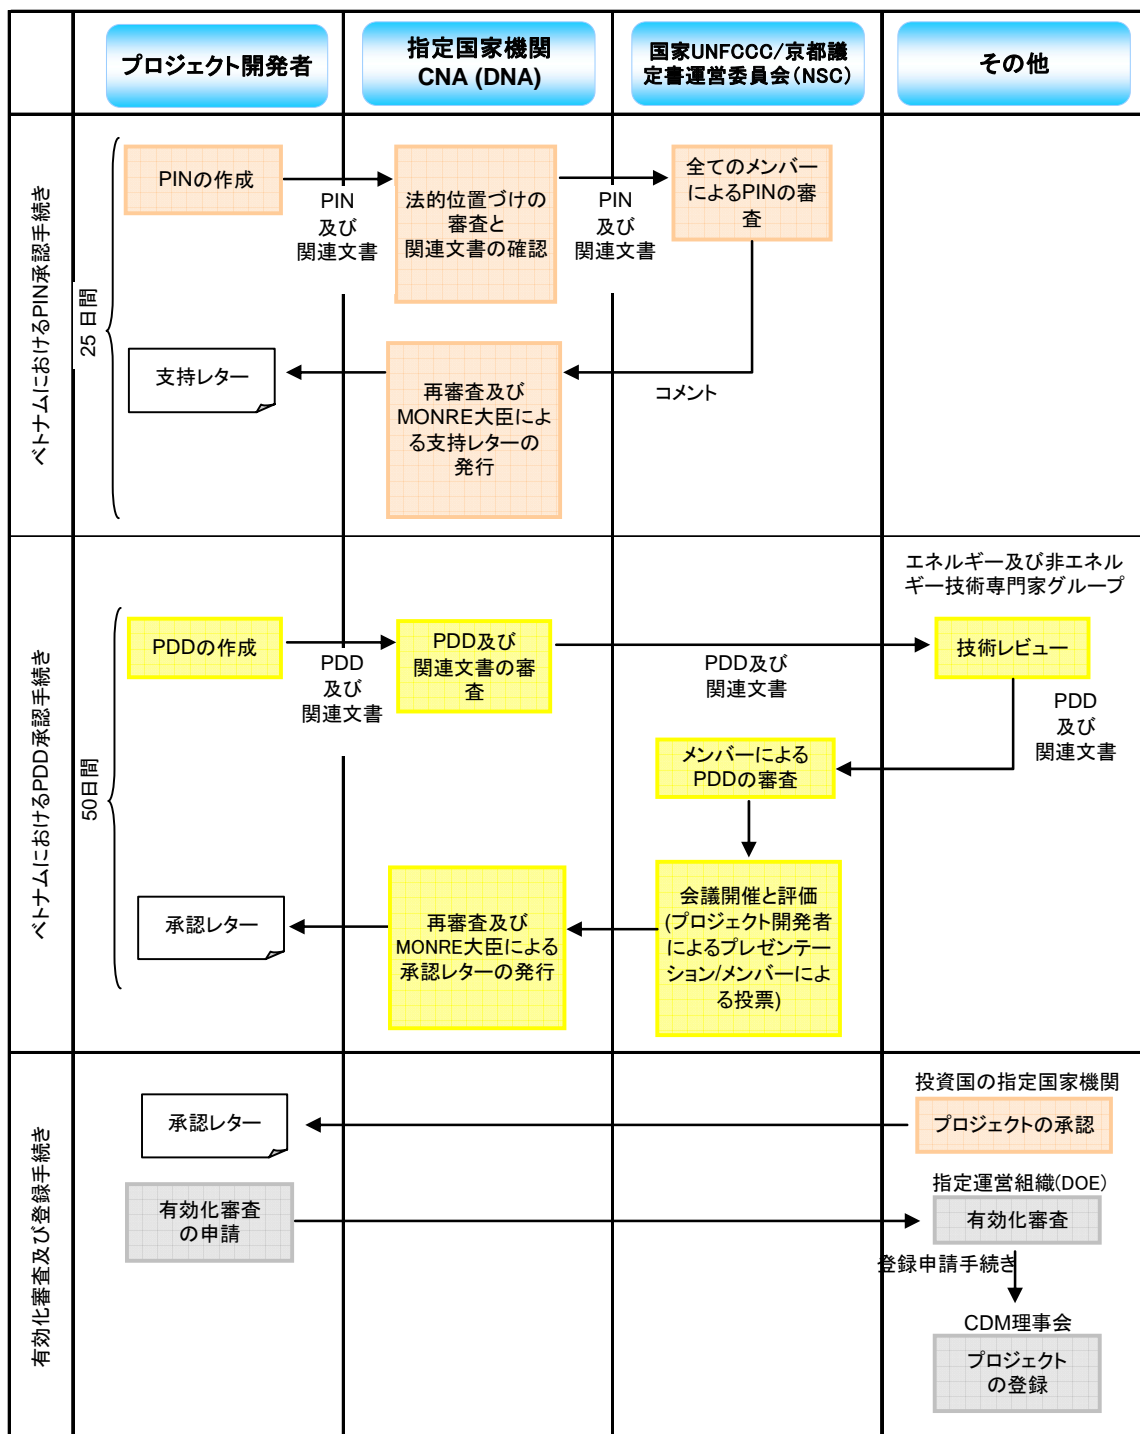 プロジェクト開発者
指定国家機関
CNA (DNA)
国家UNFCCC/京都議
定書運営委員会(NSC)
その他
ベトナムにおけるPIN承認手続き
25 日間
PINの作成
PIN
及び
関連文書
法的位置づけの
審査と
関連文書の確認
PIN
及び
関連文書
全てのメンバー
によるPINの審
査
コメント
再審査及び
MONRE大臣によ
る支持レターの
発行
支持レター
ベトナムにおけるPDD承認手続き
50日間
PDDの作成
PDD
及び
関連文書
PDD及び
関連文書の審
査
PDD及び
関連文書
エネルギー及び非エネル
ギー技術専門家グループ
技術レビュー
PDD
及び
関連文書
メンバーによる
PDDの審査
会議開催と評価
(プロジェクト開発者
によるプレゼンテー
ション/メンバーによ
る投票)
再審査及び
MONRE大臣による
承認レターの発行
承認レター
有効化審査及び登録手続き
投資国の指定国家機関
プロジェクトの承認
承認レター
有効化審査
の申請
指定運営組織(DOE)
有効化審査
登録申請手続き
CDM理事会
プロジェクト
の登録